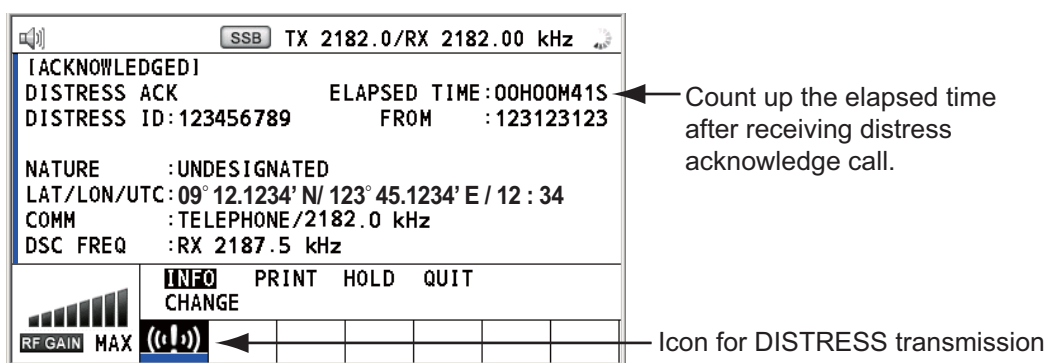 SSB TX 2182.0/RX 2182.00 kHz
[ACKNOWLEDGED]
DISTRESS ACK ELAPSED TIME:00H00M41S
DISTRESS ID:123456789 FROM :123123123
NATURE :UNDESIGNATED
LAT/LON/UTC:09°12.1234' N/ 123°45.1234' E / 12 : 34
COMM :TELEPHONE/2182.0 kHz
DSC FREQ :RX 2187.5 kHz
INFO PRINT HOLD QUIT
CHANGE
RF GAIN MAX
Count up the elapsed time
after receiving distress
acknowledge call.
Icon for DISTRESS transmission